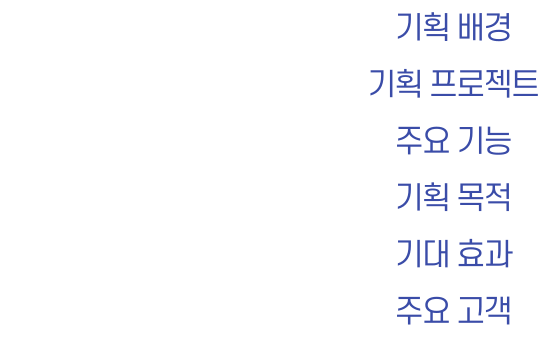 기획 배경
기획 프로젝트
주요 기능
기획 목적
기대 효과
주요 고객